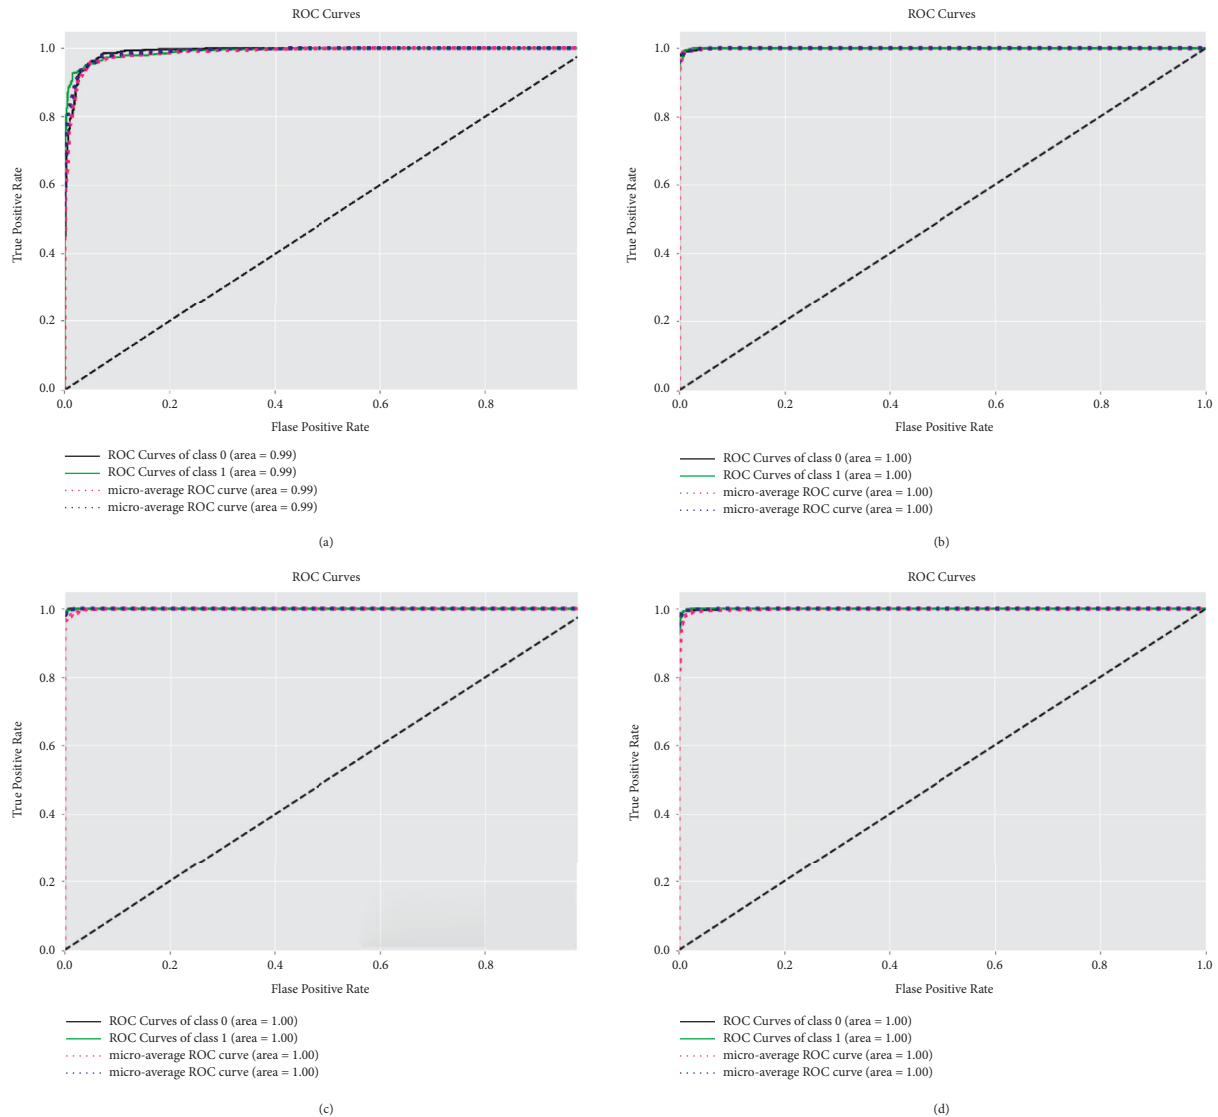 ROC Curves
1.0
0.8
0.6
0.4
0.2
0.0
True Positive Rate
0.0 0.2 0.4 0.6 0.8
Flase Positive Rate
ROC Curves of class 0 (area = 0.99)
ROC Curves of class 1 (area = 0.99)
micro-average ROC curve (area = 0.99)
micro-average ROC curve (area = 0.99)
(a)
ROC Curves
1.0
0.8
0.6
0.4
0.2
0.0
True Positive Rate
0.0 0.2 0.4 0.6 0.8 1.0
Flase Positive Rate
ROC Curves of class 0 (area = 1.00)
ROC Curves of class 1 (area = 1.00)
micro-average ROC curve (area = 1.00)
micro-average ROC curve (area = 1.00)
(b)
ROC Curves
1.0
0.8
0.6
0.4
0.2
0.0
True Positive Rate
0.0 0.2 0.4 0.6 0.8
Flase Positive Rate
ROC Curves of class 0 (area = 1.00)
ROC Curves of class 1 (area = 1.00)
micro-average ROC curve (area = 1.00)
micro-average ROC curve (area = 1.00)
(c)
ROC Curves
1.0
0.8
0.6
0.4
0.2
0.0
True Positive Rate
0.0 0.2 0.4 0.6 0.8 1.0
Flase Positive Rate
ROC Curves of class 0 (area = 1.00)
ROC Curves of class 1 (area = 1.00)
micro-average ROC curve (area = 1.00)
micro-average ROC curve (area = 1.00)
(d)